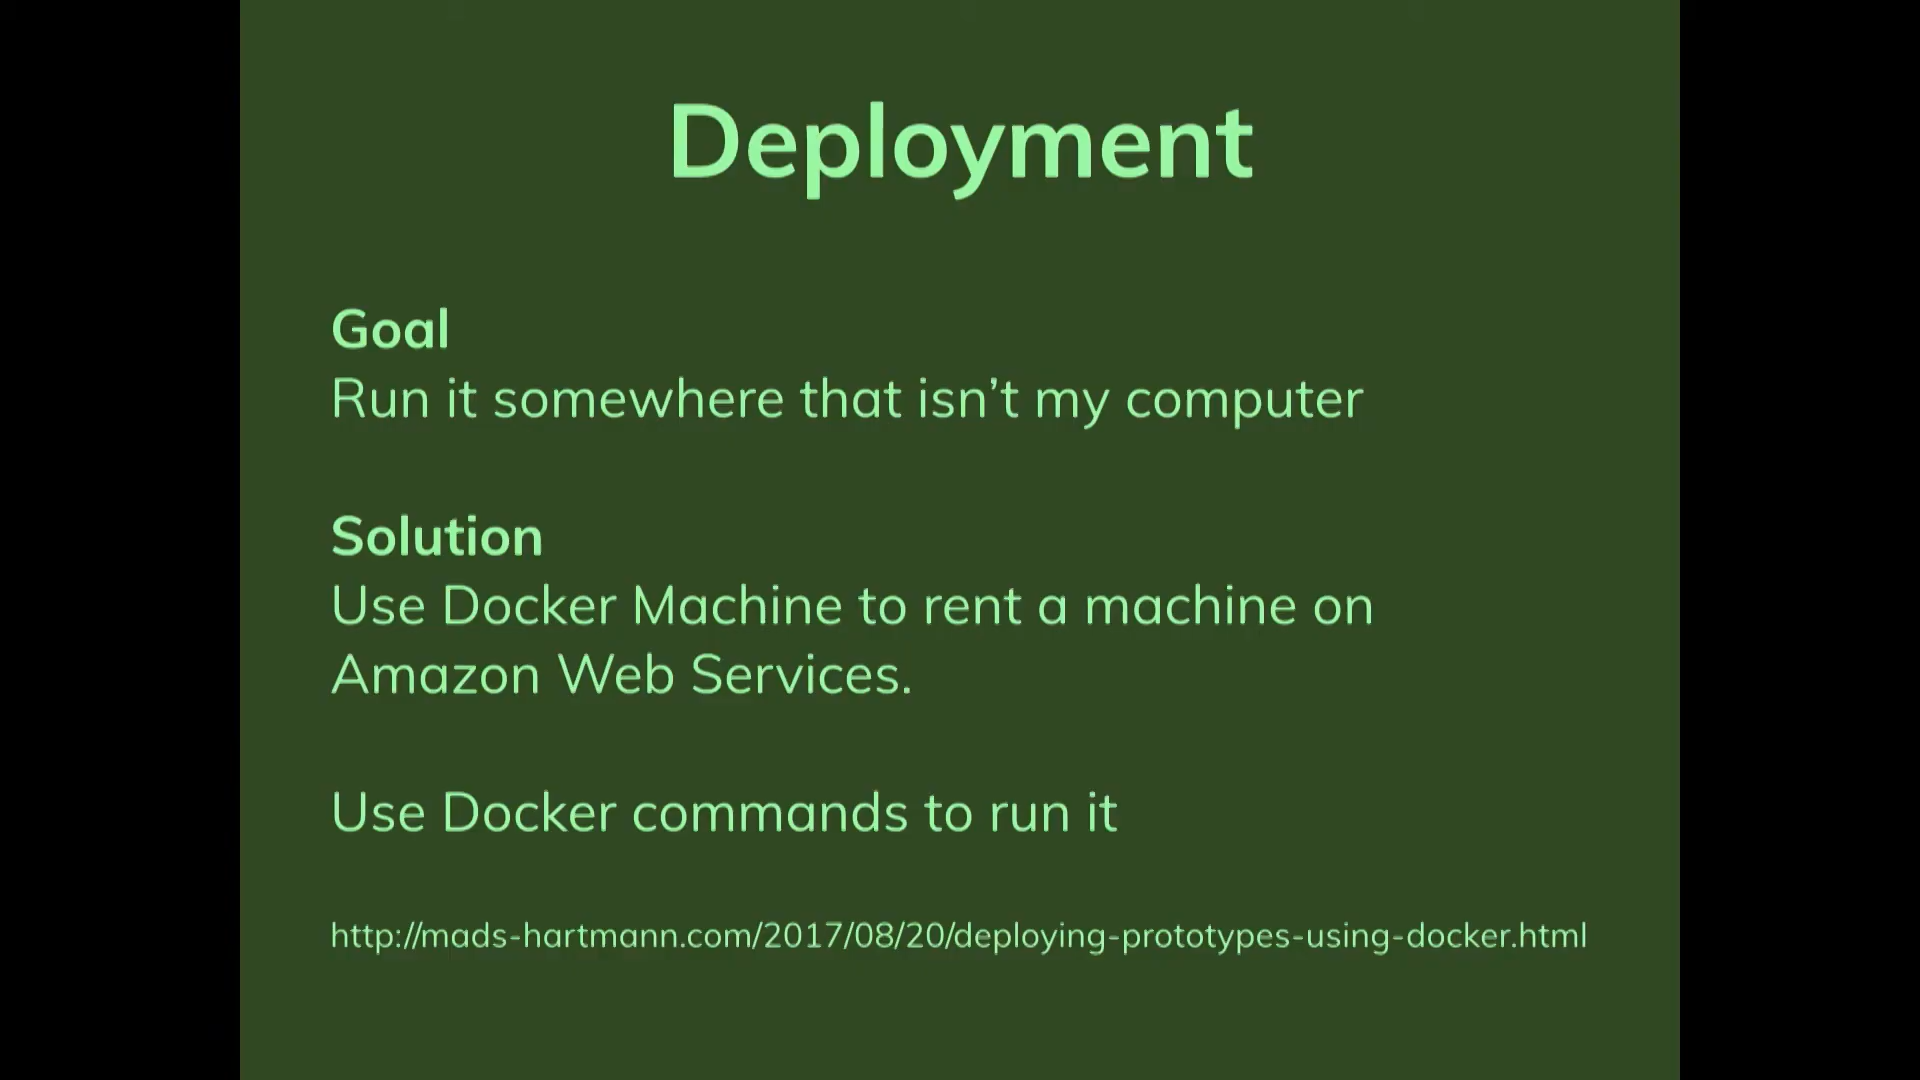 Deployment
Goal
Run it somewhere that isn’t my computer
Solution
Use Docker Machine to rent a machine on
Amazon Web Services.
Use Docker commands to run it
http://mads-hartmann.com/2017/08/20/deploying-prototypes-using-docker.html